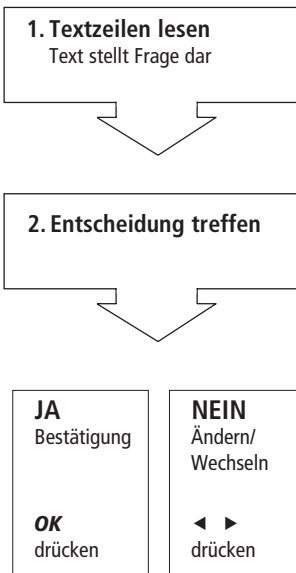 1. Textzeilen lesen
Text stellt Frage dar
2. Entscheidung treffen
JA
Bestätigung
OK
drücken
NEIN
Ändern/
Wechseln
◄ ►
drücken